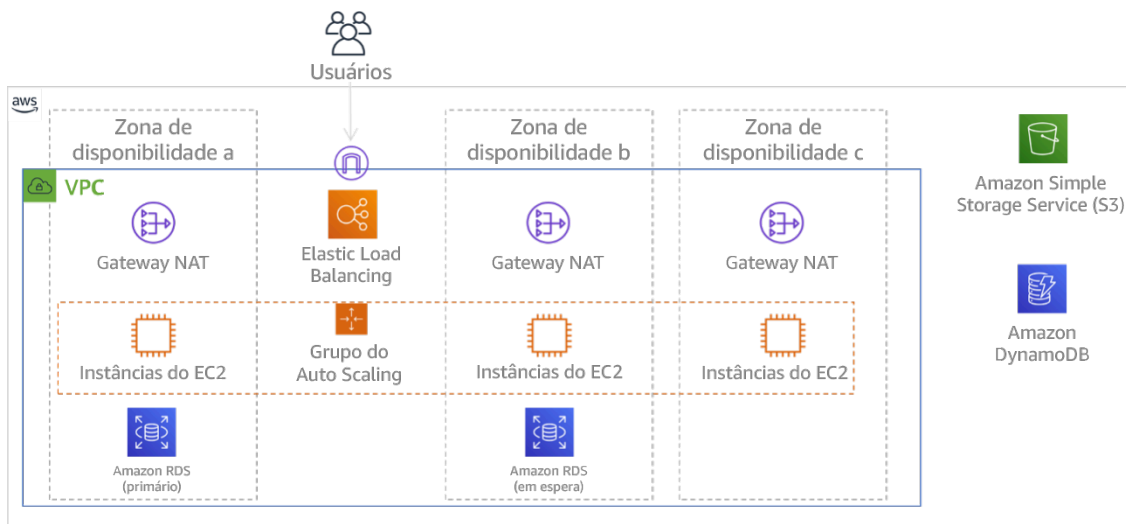 Usuários
aws
Zona de
disponibilidade a
Zona de
disponibilidade b
Zona de
disponibilidade c
VPC
Amazon Simple
Storage Service (S3)
Gateway NAT
Elastic Load
Balancing
Gateway NAT
Gateway NAT
Amazon
DynamoDB
Instâncias do EC2
Grupo do
Auto Scaling
Instâncias do EC2
Instâncias do EC2
Amazon RDS
(primário)
Amazon RDS
(em espera)